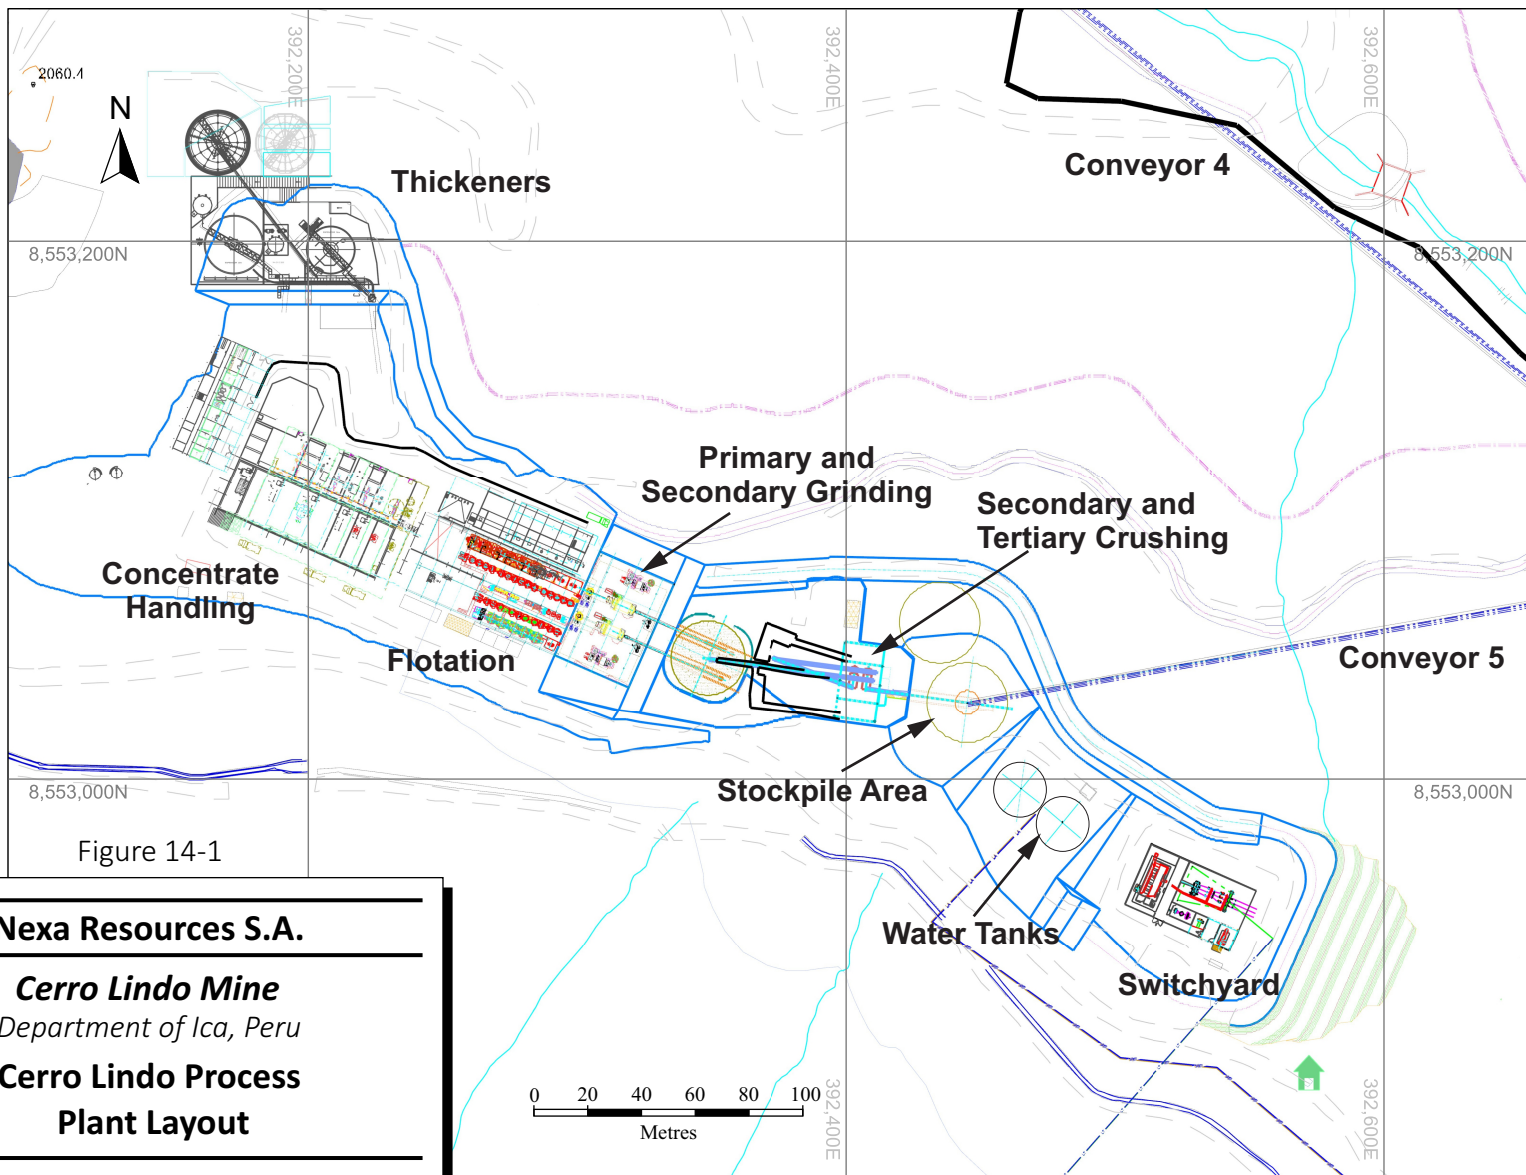 392,200E
392,400E
392,600E
2060.1
N
Thickeners
Conveyor 4
8,553,200N
8,553,200N
Primary and
Secondary Grinding
Secondary and
Tertiary Crushing
Concentrate
Handling
Flotation
Conveyor 5
Stockpile Area
8,553,000N
8,553,000N
Figure 14-1
Water Tanks
Switchyard
Nexa Resources S.A.
Cerro Lindo Mine
Department of Ica, Peru
Cerro Lindo Process
Plant Layout
0 20 40 60 80 100
Metres
392,400E
392,600E